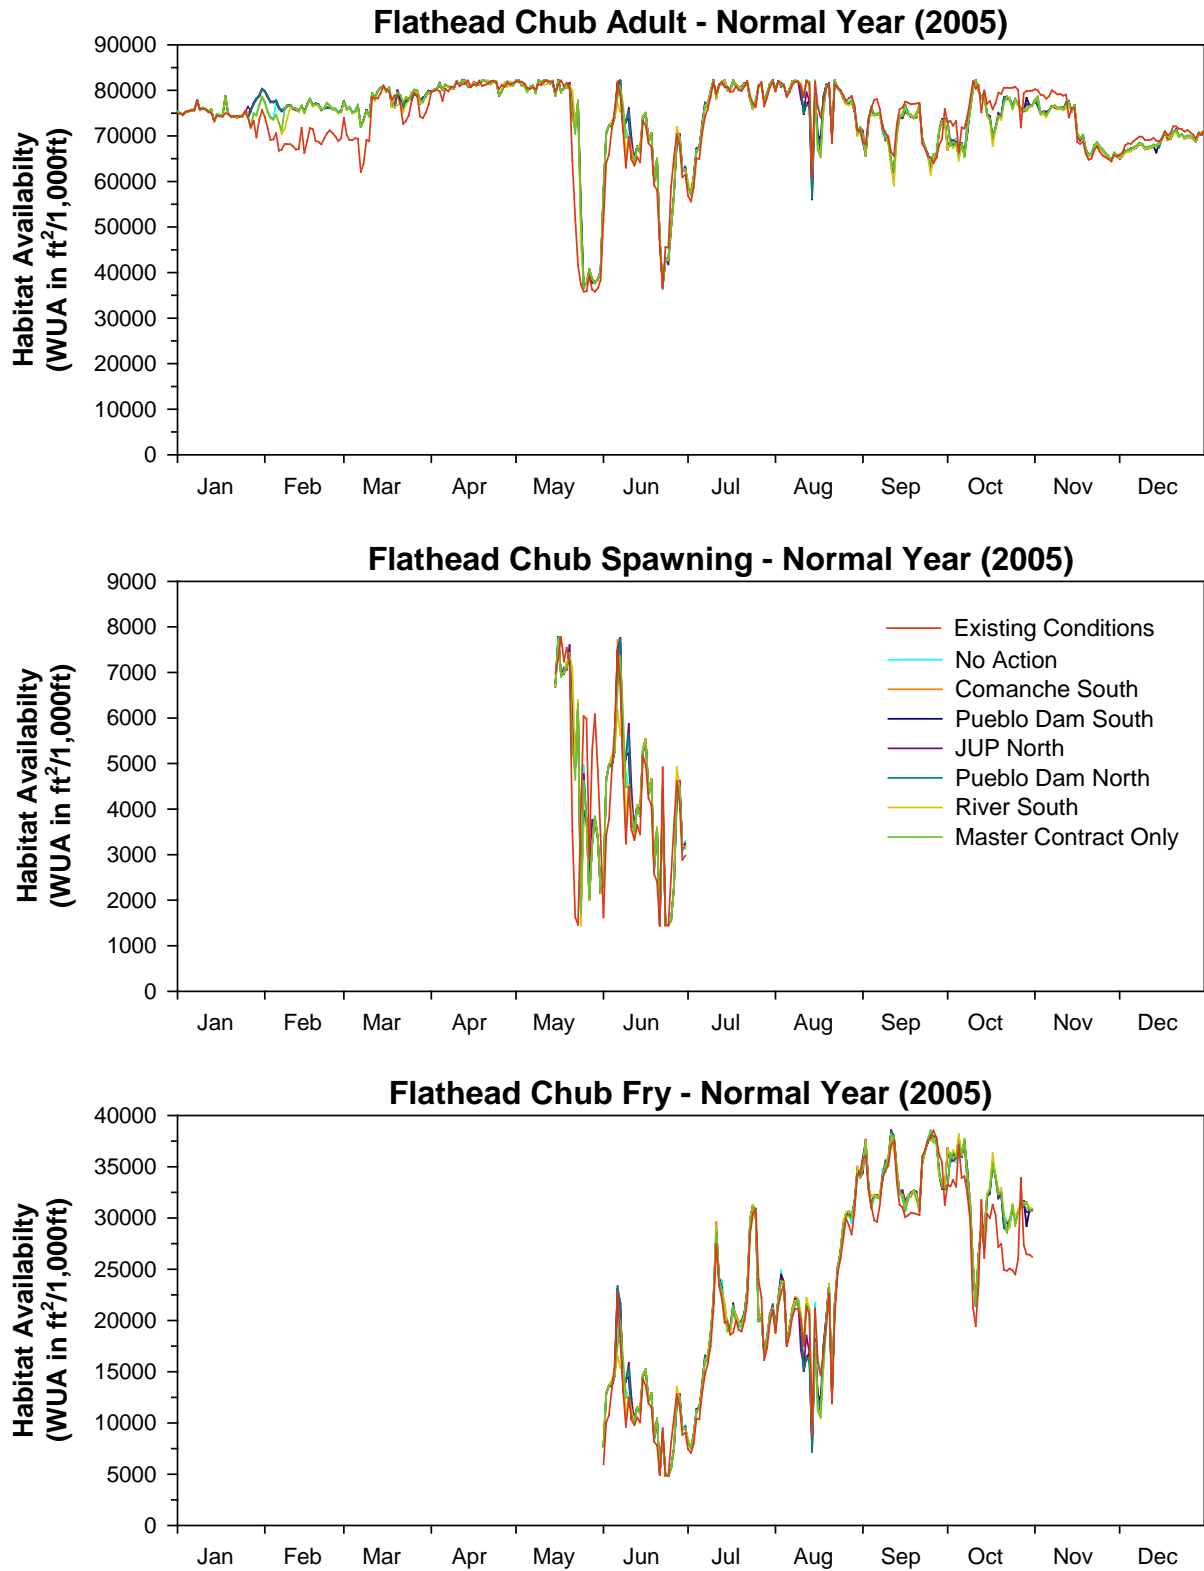 Flathead Chub Adult - Normal Year (2005)
Habitat Availabilty
(WUA in ft²/1,000ft)
90000
80000
70000
60000
50000
40000
30000
20000
10000
0
Jan Feb Mar Apr May Jun Jul Aug Sep Oct Nov Dec
Flathead Chub Spawning - Normal Year (2005)
Habitat Availabilty
(WUA in ft²/1,000ft)
9000
8000
7000
6000
5000
4000
3000
2000
1000
0
Existing Conditions
No Action
Comanche South
Pueblo Dam South
JUP North
Pueblo Dam North
River South
Master Contract Only
Jan Feb Mar Apr May Jun Jul Aug Sep Oct Nov Dec
Flathead Chub Fry - Normal Year (2005)
Habitat Availabilty
(WUA in ft²/1,000ft)
40000
35000
30000
25000
20000
15000
10000
5000
0
Jan Feb Mar Apr May Jun Jul Aug Sep Oct Nov Dec